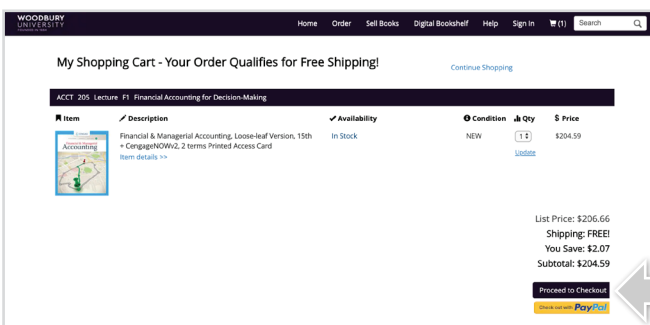 WOODBURY
UNIVERSITY
Home Order Sell Books Digital Bookshelf Help Sign In (1) Search
My Shopping Cart - Your Order Qualifies for Free Shipping!
Continue Shopping
ACCT 205 Lecture F1 Financial Accounting for Decision-Making
Item Description Availability Condition Qty $ Price
Accounting
Financial & Managerial Accounting, Loose-leaf Version, 15th
+ CengageNOWv2, 2 terms Printed Access Card
Item details >>
In Stock
NEW
1
Update
$204.59
List Price: $206.66
Shipping: FREE!
You Save: $2.07
Subtotal: $204.59
Proceed to Checkout
Check out with PayPal